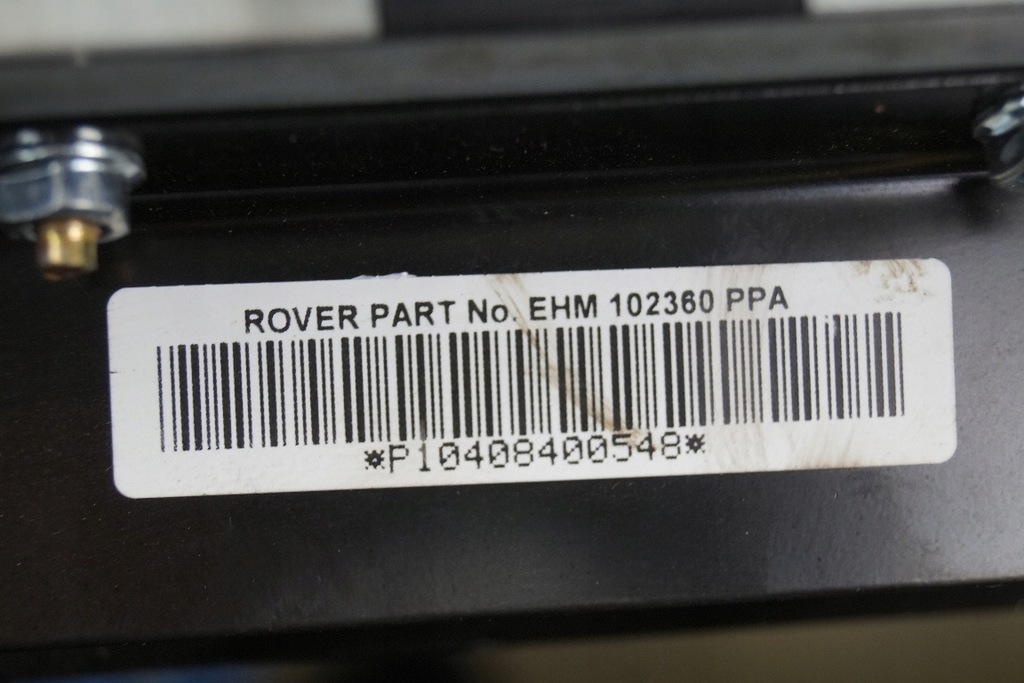 ROVER PART No. EHM 102360 PPA
*P10408400548*